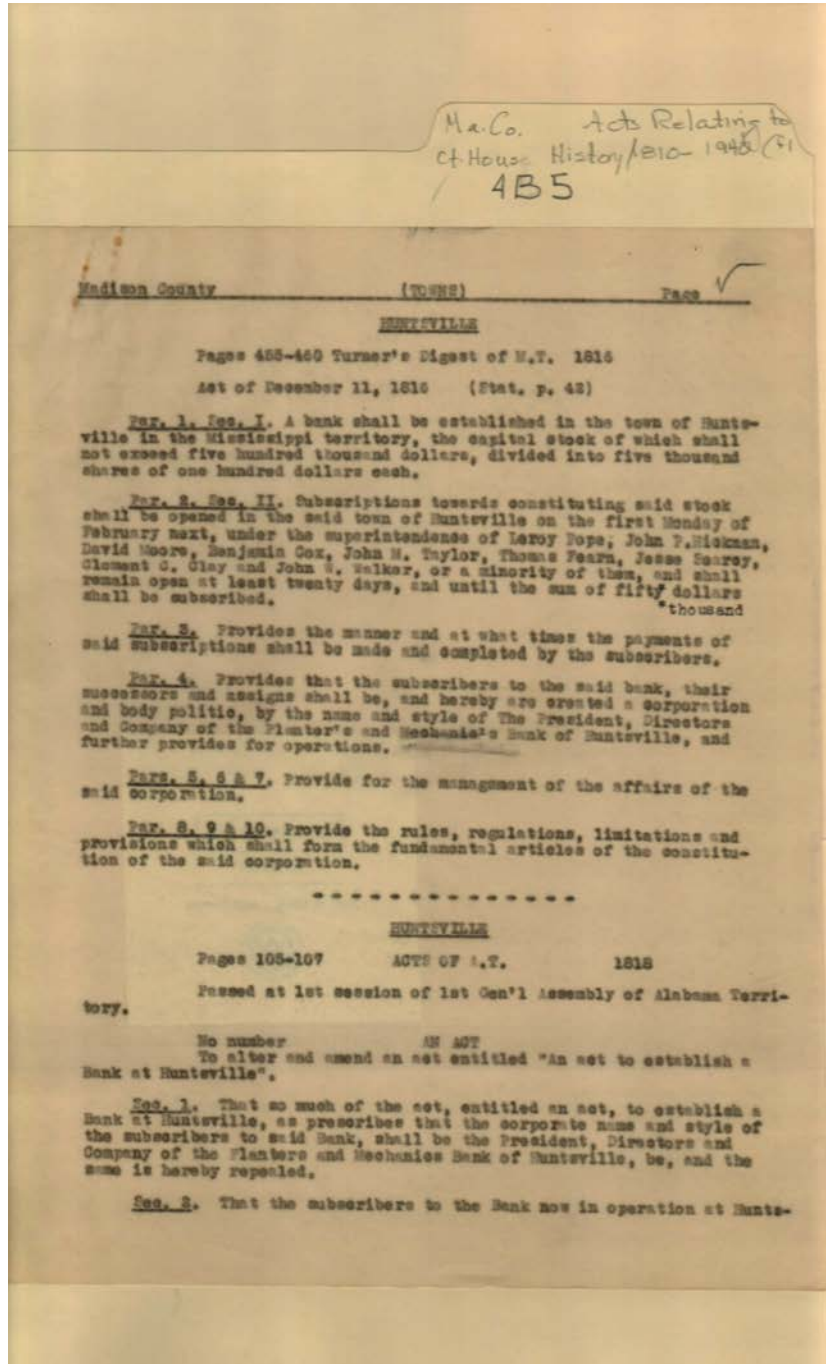 Ma. Co. Acts Relating to
Ct. House History 1810- 1942 (F1
4B5
Madison County (TOWNS) Page √
HUNTSVILLE
Pages 455-460 Turner's Digest of M.T. 1816
Act of December 11, 1816 (Stat. p. 42)
Par. 1. Sec. I. A bank shall be established in the town of Hunts-
ville in the Mississippi territory, the capital stock of which shall
not exceed five hundred thousand dollars, divided into five thousand
shares of one hundred dollars each.
Par. 2. Sec. II. Subscriptions towards constituting said stock
shall be opened in the said town of Huntsville on the first Monday of
February next, under the superintendence of Leroy Pope, John P.Hickman,
David Moore, Benjamin Cox, John M. Taylor, Thomas Fearn, Jesse Searcy,
Clement C. Clay and John W. Walker, or a minority of them, and shall
remain open at least twenty days, and until the sum of fifty* dollars
shall be subscribed. *thousand
Par. 3. Provides the manner and at what times the payments of
said subscriptions shall be made and completed by the subscribers.
Par. 4. Provides that the subscribers to the said bank, their
successors and assigns shall be, and hereby are created a corporation
and body politic, by the name and style of The President, Directors
and Company of the Planter's and Mechanic's Bank of Huntsville, and
further provides for operations.
Pars. 5, 6 & 7. Provide for the management of the affairs of the
said corporation.
Par. 8, 9 & 10. Provide the rules, regulations, limitations and
provisions which shall form the fundamental articles of the constitu-
tion of the said corporation.
- - - - - - - - - - - - - - -
HUNTSVILLE
Pages 105-107 ACTS OF A.T. 1818
Passed at 1st session of 1st Gen'l Assembly of Alabama Terri-
tory.
No number AN ACT
To alter and amend an act entitled "An act to establish a
Bank at Huntsville".
Sec. 1. That so much of the act, entitled an act, to establish a
Bank at Huntsville, as prescribes that the corporate name and style of
the subscribers to said Bank, shall be the President, Directors and
Company of the Planters and Mechanics Bank of Huntsville, be, and the
same is hereby repealed.
Sec. 2. That the subscribers to the Bank now in operation at Hunts-